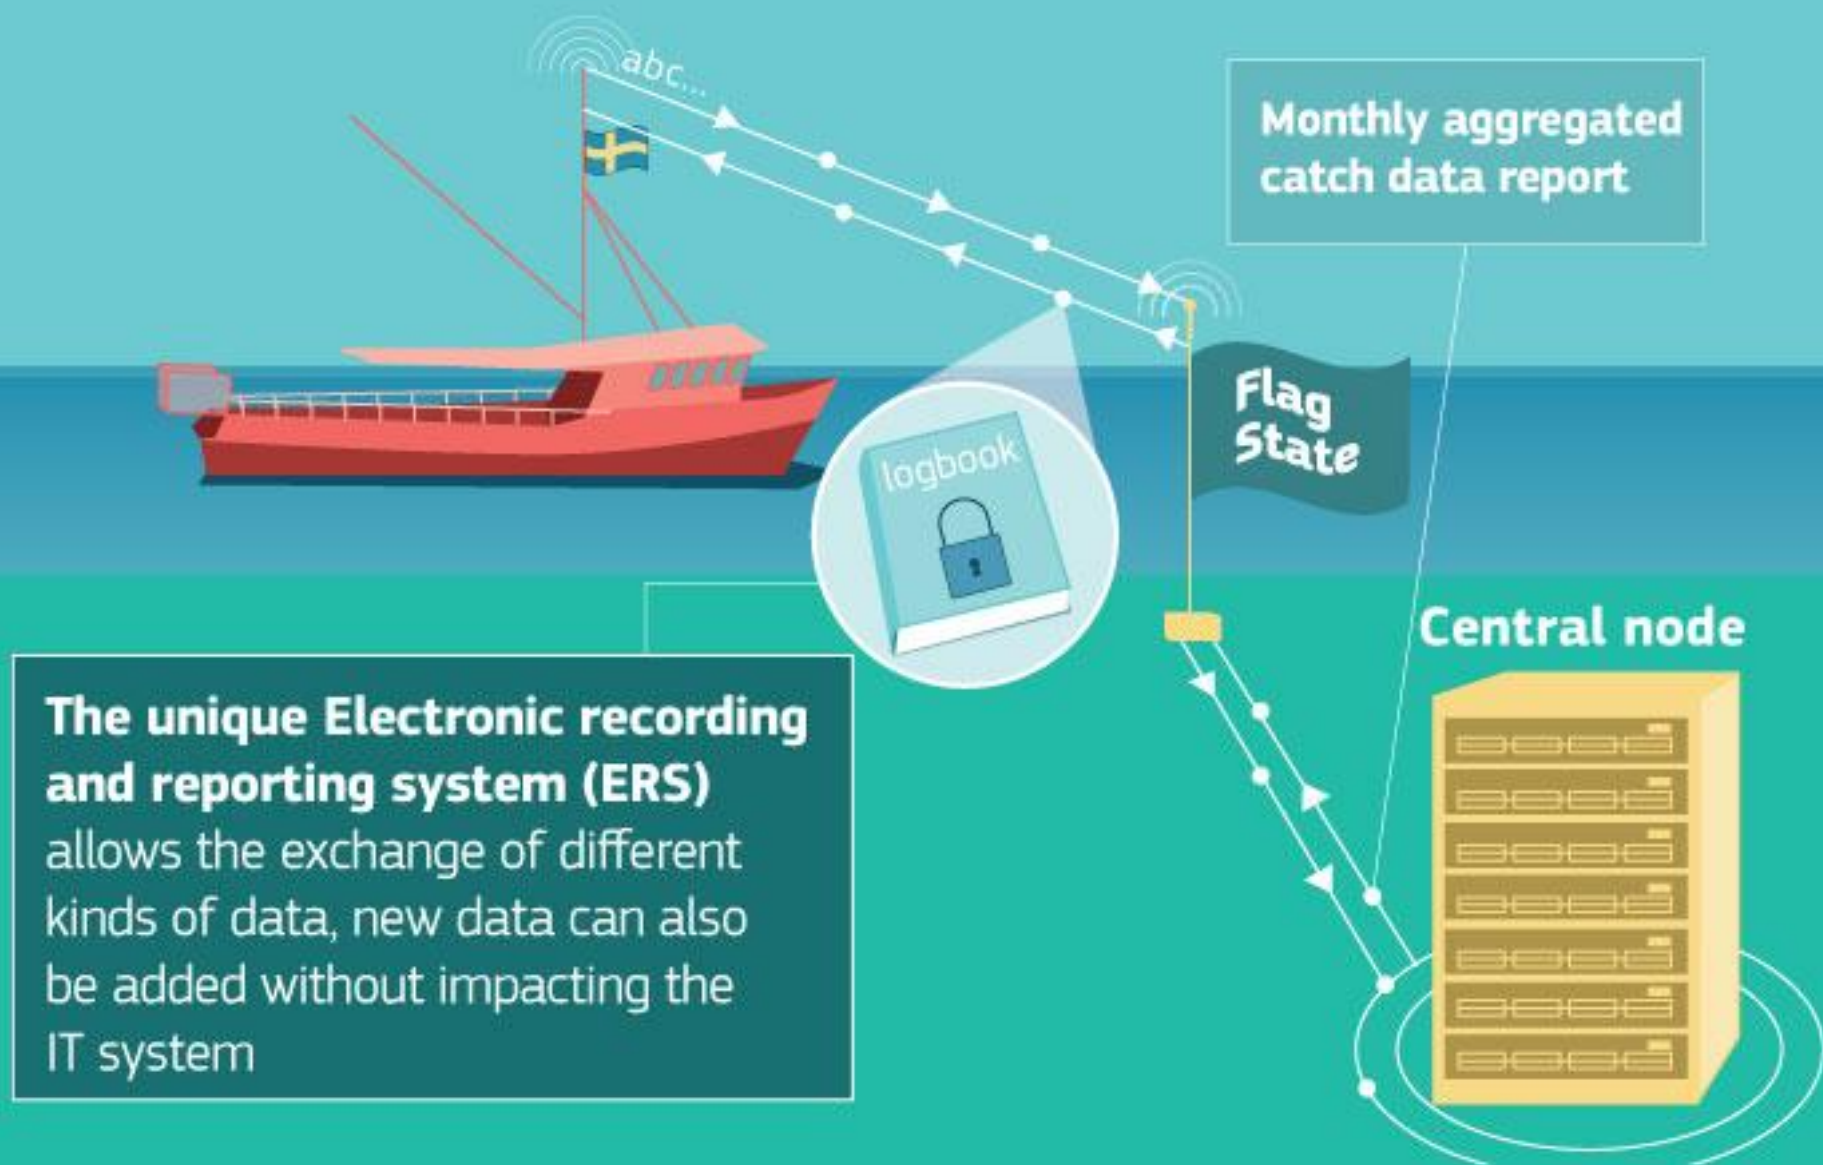 abc...
Monthly aggregated
catch data report
Flag
State
logbook
Central node
The unique Electronic recording
and reporting system (ERS)
allows the exchange of different
kinds of data, new data can also
be added without impacting the
IT system